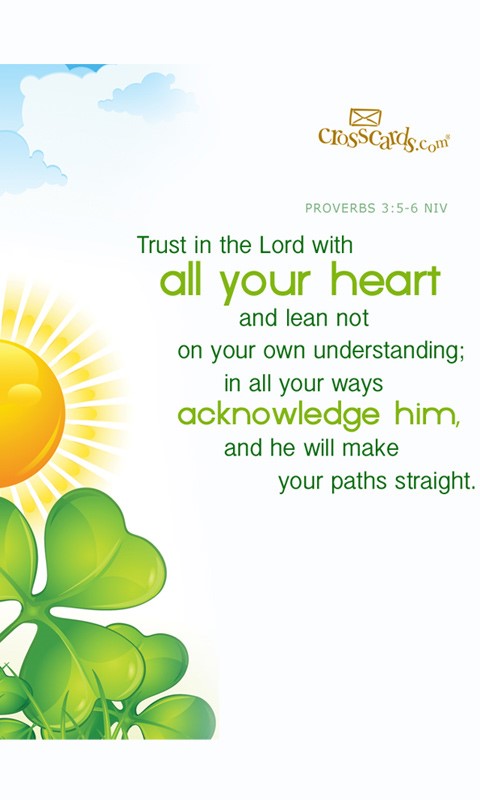 crosscards.com®
PROVERBS 3:5-6 NIV
Trust in the Lord with
all your heart
and lean not
on your own understanding;
in all your ways
acknowledge him,
and he will make
your paths straight.